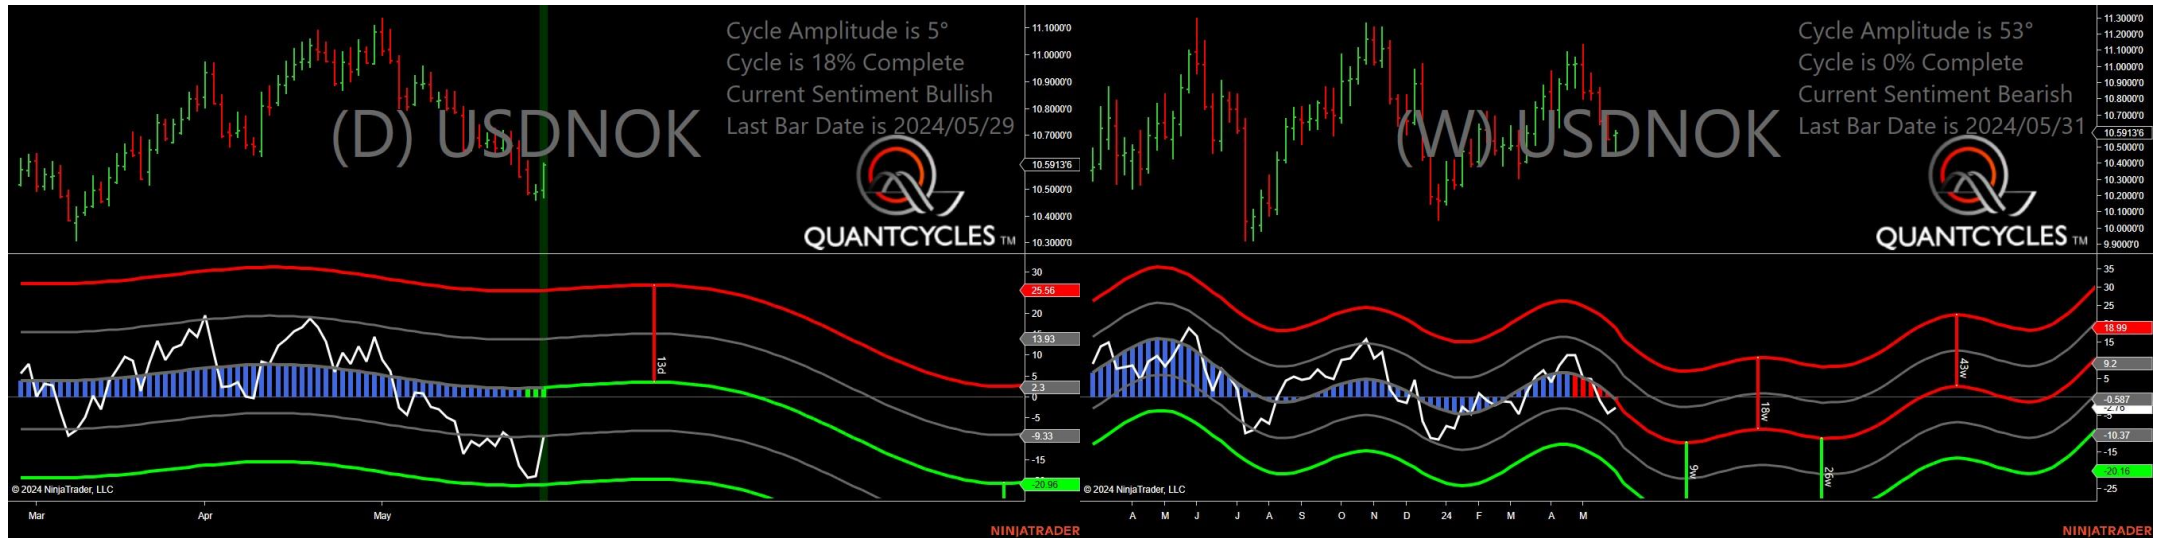 Cycle Amplitude is 5°
Cycle is 18% Complete
Current Sentiment Bullish
Last Bar Date is 2024/05/29
(D) USDNOK
QUANTCYCLES TM
11.1000'0
11.0000'0
10.9000'0
10.8000'0
10.7000'0
10.5913'6
10.5000'0
10.4000'0
10.3000'0
30
25.56
20
13.93
10
5
2.3
0
-5
-9.33
-15
-20.96
13d
© 2024 NinjaTrader, LLC
Mar Apr May
NINJATRADER
Cycle Amplitude is 53°
Cycle is 0% Complete
Current Sentiment Bearish
Last Bar Date is 2024/05/31
(W) USDNOK
QUANTCYCLES TM
11.3000'0
11.2000'0
11.1000'0
11.0000'0
10.9000'0
10.8000'0
10.7000'0
10.5913'6
10.5000'0
10.4000'0
10.3000'0
10.2000'0
10.1000'0
10.0000'0
9.9000'0
35
30
25
18.99
15
9.2
5
-0.587
-2.76
-5
-10.37
-15
-20.16
-25
9w
18w
26w
43w
© 2024 NinjaTrader, LLC
A M J J A S O N D 24 F M A M
NINJATRADER